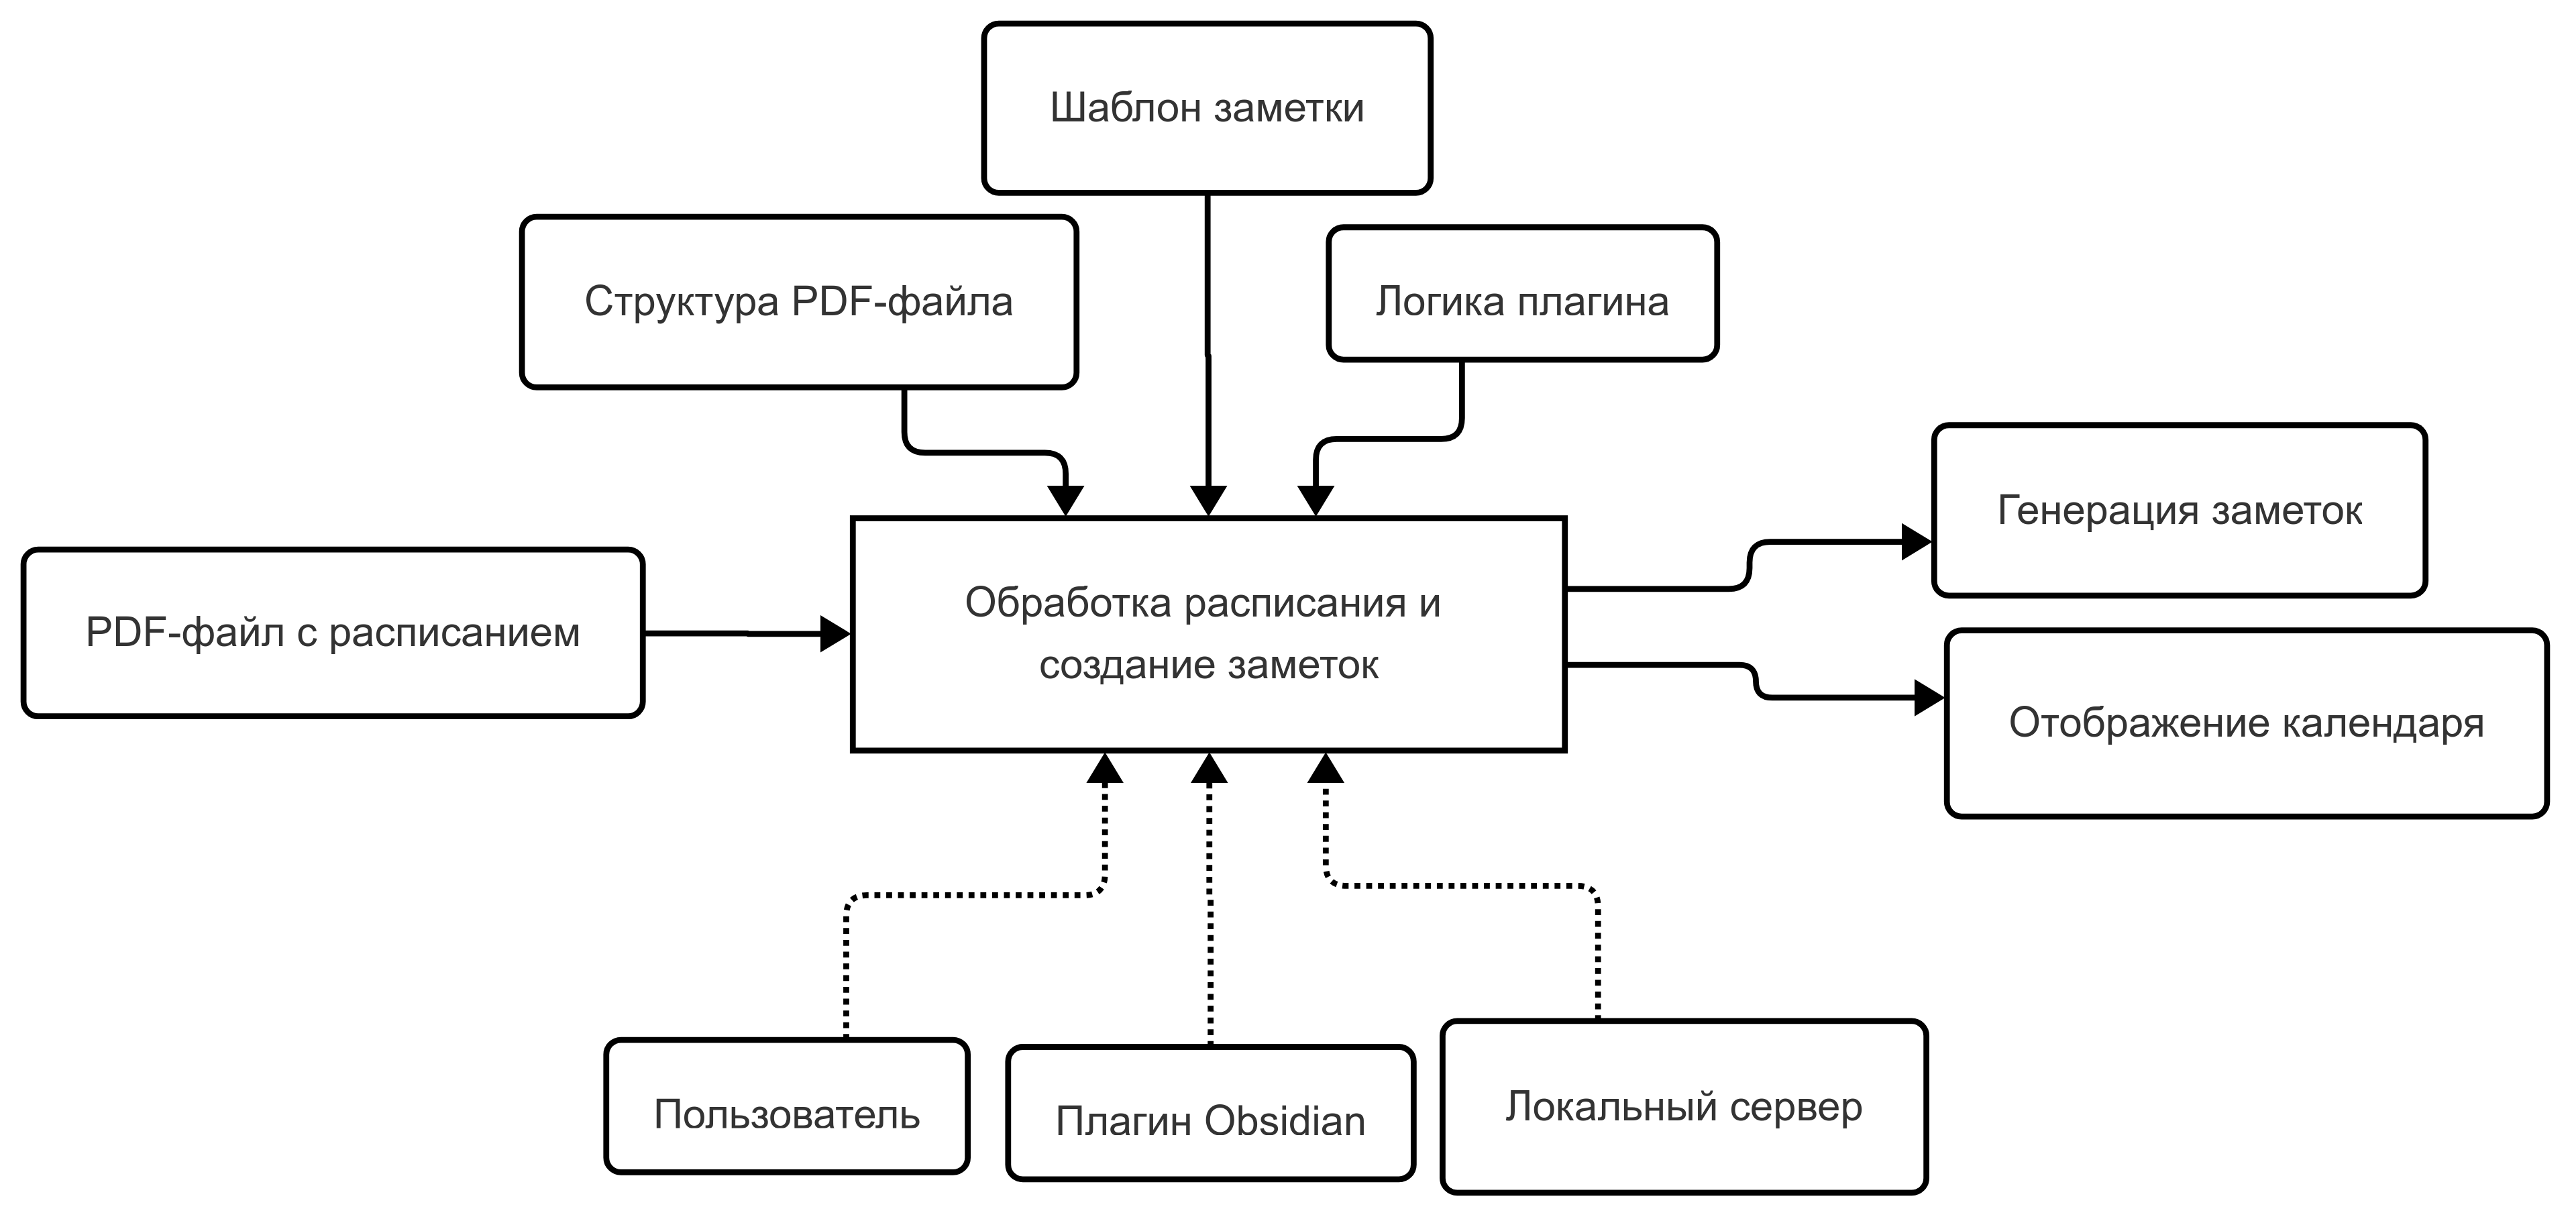 Шаблон заметки
Структура PDF-файла
Логика плагина
Генерация заметок
PDF-файл с расписанием
Обработка расписания и
создание заметок
Отображение календаря
Пользователь
Плагин Obsidian
Локальный сервер